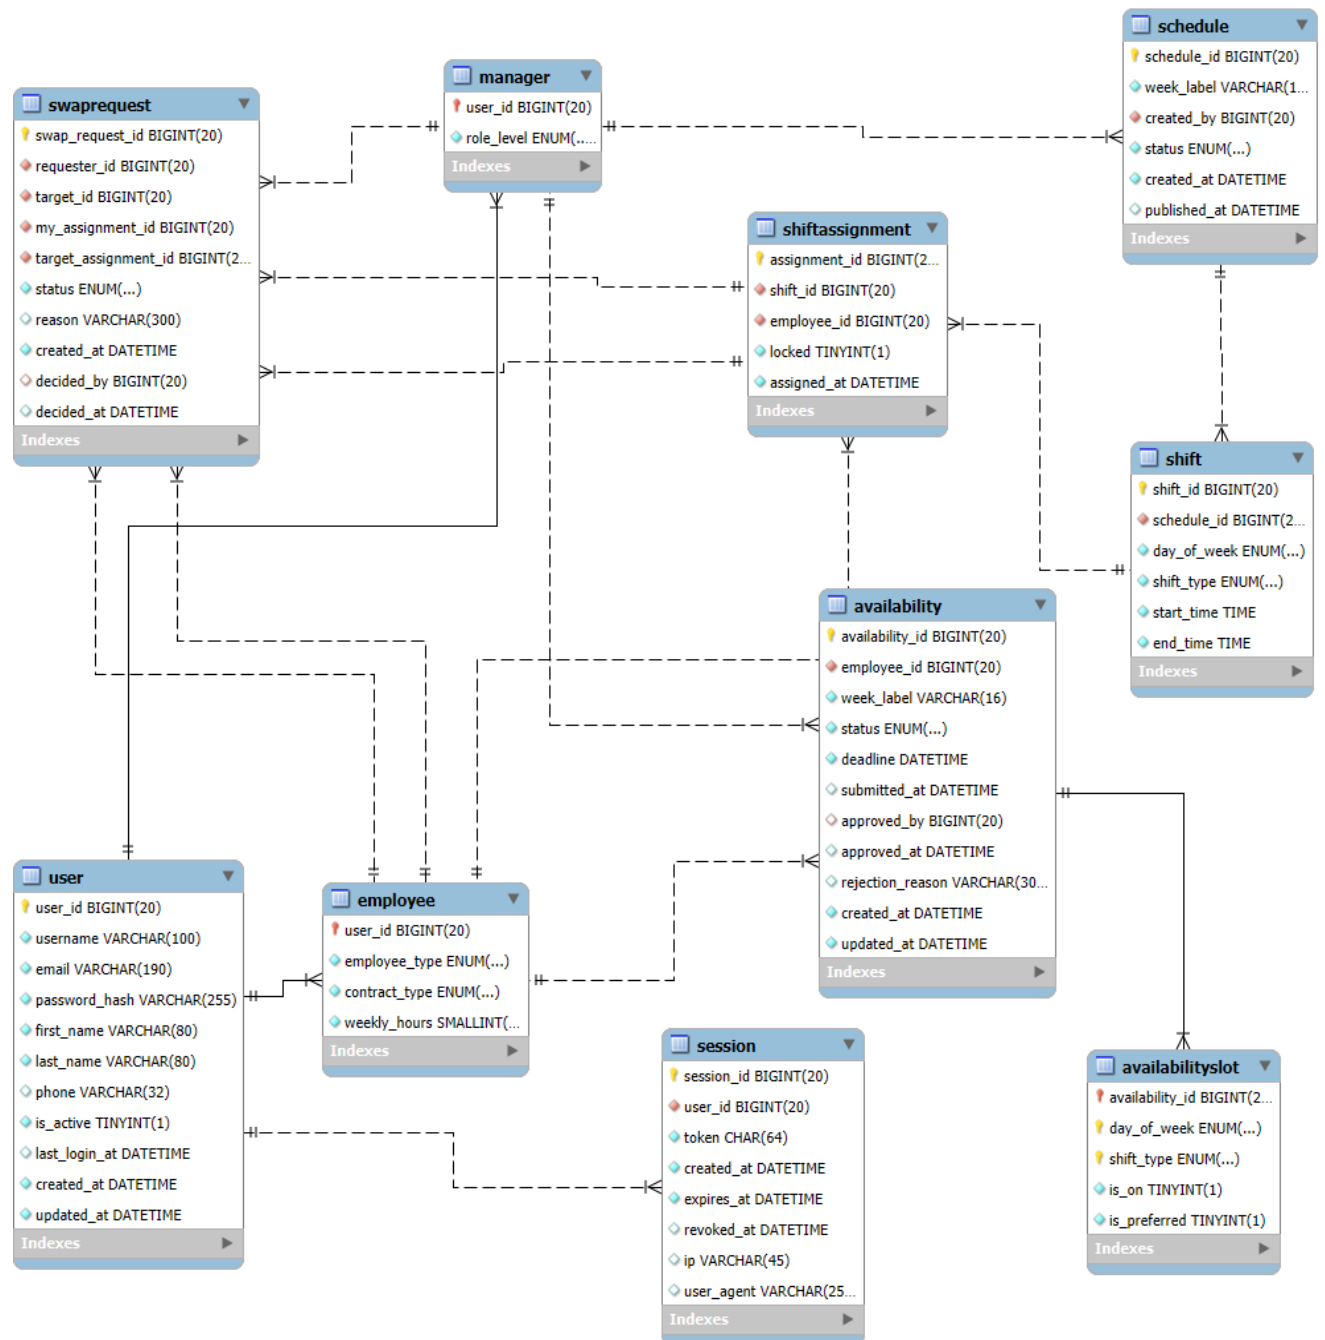 swaprequest
swap_request_id BIGINT(20)
requester_id BIGINT(20)
target_id BIGINT(20)
my_assignment_id BIGINT(20)
target_assignment_id BIGINT(2...
status ENUM(...)
reason VARCHAR(300)
created_at DATETIME
decided_by BIGINT(20)
decided_at DATETIME
Indexes
manager
user_id BIGINT(20)
role_level ENUM(.....
Indexes
schedule
schedule_id BIGINT(20)
week_label VARCHAR(1...
created_by BIGINT(20)
status ENUM(...)
created_at DATETIME
published_at DATETIME
Indexes
shiftassignment
assignment_id BIGINT(2...
shift_id BIGINT(20)
employee_id BIGINT(20)
locked TINYINT(1)
assigned_at DATETIME
Indexes
shift
shift_id BIGINT(20)
schedule_id BIGINT(2...
day_of_week ENUM(...)
shift_type ENUM(...)
start_time TIME
end_time TIME
Indexes
availability
availability_id BIGINT(20)
employee_id BIGINT(20)
week_label VARCHAR(16)
status ENUM(...)
deadline DATETIME
submitted_at DATETIME
approved_by BIGINT(20)
approved_at DATETIME
rejection_reason VARCHAR(30...
created_at DATETIME
updated_at DATETIME
Indexes
user
user_id BIGINT(20)
username VARCHAR(100)
email VARCHAR(190)
password_hash VARCHAR(255)
first_name VARCHAR(80)
last_name VARCHAR(80)
phone VARCHAR(32)
is_active TINYINT(1)
last_login_at DATETIME
created_at DATETIME
updated_at DATETIME
Indexes
employee
user_id BIGINT(20)
employee_type ENUM(...)
contract_type ENUM(...)
weekly_hours SMALLINT(...
Indexes
session
session_id BIGINT(20)
user_id BIGINT(20)
token CHAR(64)
created_at DATETIME
expires_at DATETIME
revoked_at DATETIME
ip VARCHAR(45)
user_agent VARCHAR(25...
Indexes
availabilityslot
availability_id BIGINT(2...
day_of_week ENUM(...)
shift_type ENUM(...)
is_on TINYINT(1)
is_preferred TINYINT(1)
Indexes